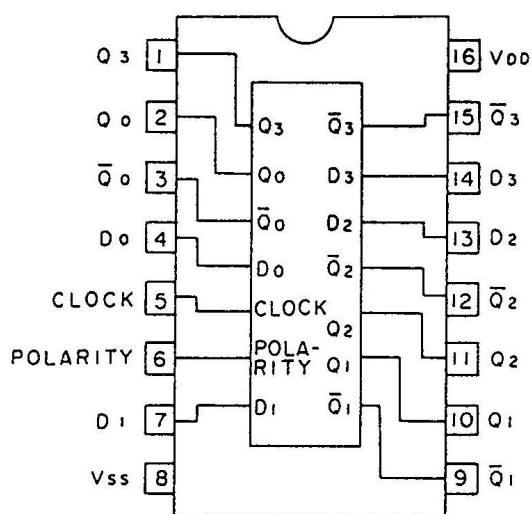 Q3 1
Q0 2
Q̅0 3
D0 4
CLOCK 5
POLARITY 6
D1 7
Vss 8
Q3 Q̅3
Q0 D3
Q̅0 D2
D0 Q̅2
CLOCK
Q2
POLA-
RITY Q1
D1 Q̅1
16 VDD
15 Q̅3
14 D3
13 D2
12 Q̅2
11 Q2
10 Q1
9 Q̅1